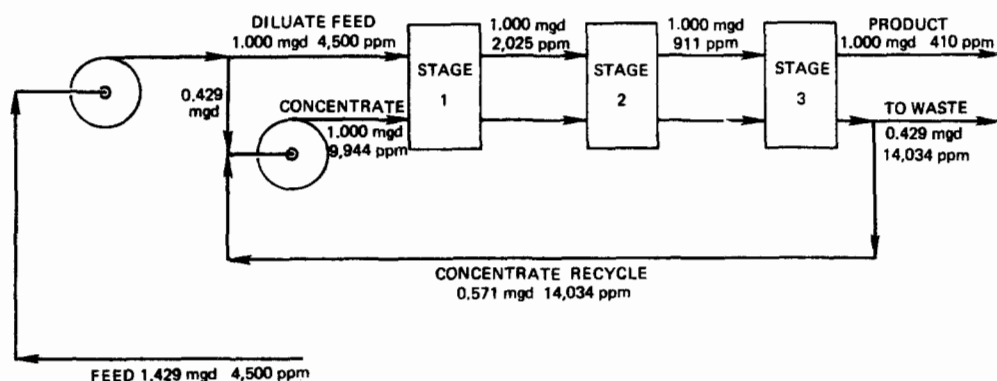 DILUATE FEED
1.000 mgd 4,500 ppm
1.000 mgd
2,025 ppm
1.000 mgd
911 ppm
PRODUCT
1.000 mgd 410 ppm
STAGE
1
STAGE
2
STAGE
3
0.429
mgd
CONCENTRATE
1.000 mgd
9,944 ppm
TO WASTE
0.429 mgd
14,034 ppm
CONCENTRATE RECYCLE
0.571 mgd 14,034 ppm
FEED 1.429 mgd 4,500 ppm